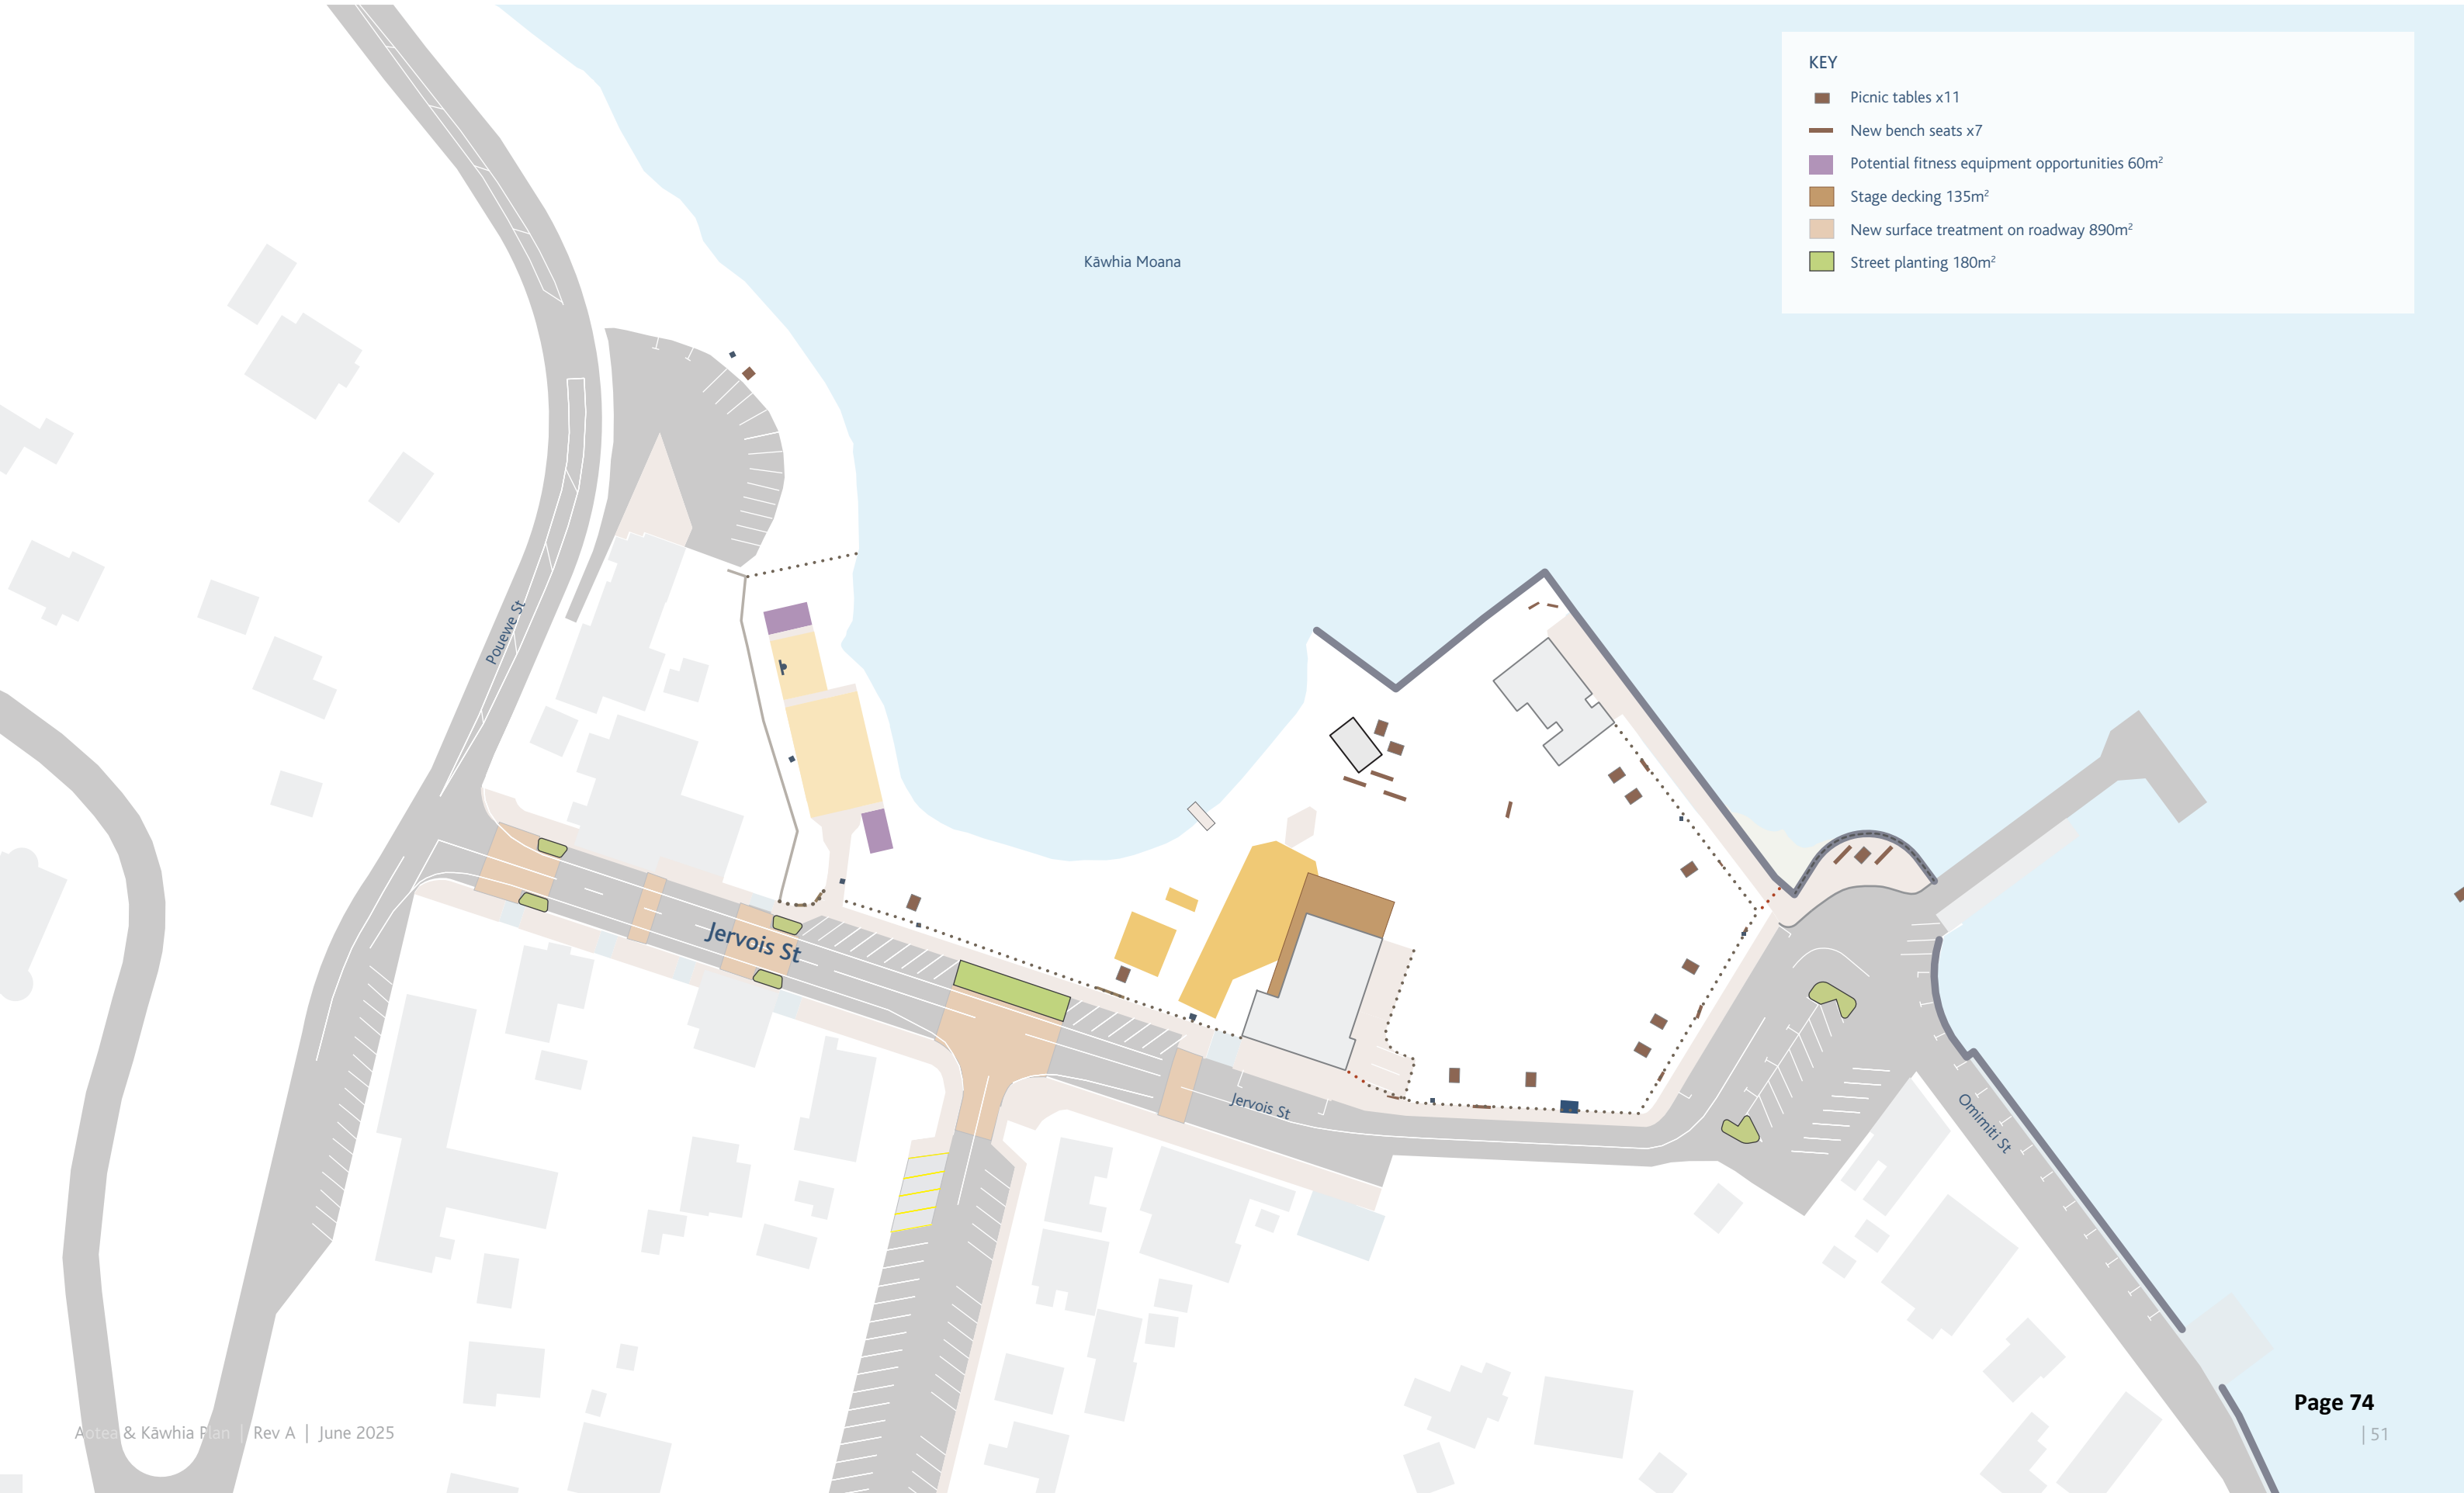 KEY
Picnic tables x11
New bench seats x7
Potential fitness equipment opportunities 60m²
Stage decking 135m²
New surface treatment on roadway 890m²
Street planting 180m²
Kāwhia Moana
Pouewe St
Jervois St
Jervois St
Omimiti St
Aotea & Kāwhia Plan | Rev A | June 2025
Page 74
| 51